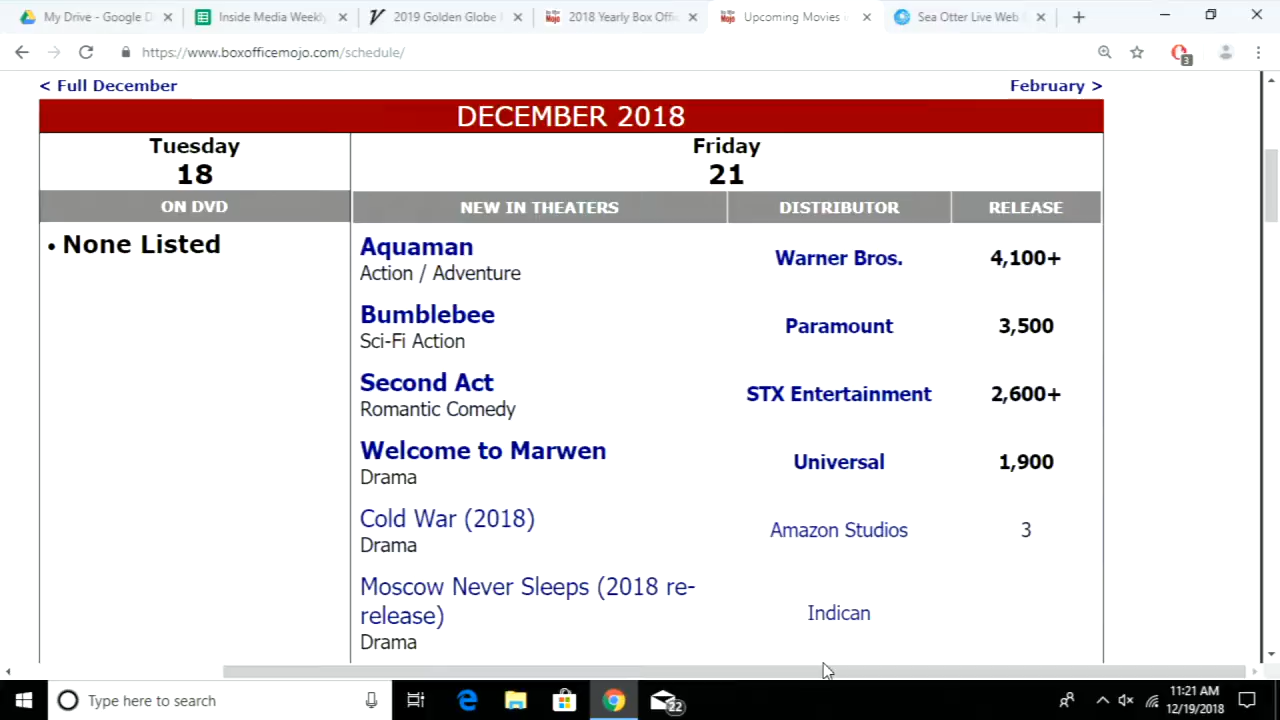 My Drive - Google D
Inside Media Weekly
2019 Golden Globe
2018 Yearly Box Offi
Upcoming Movies
Sea Otter Live Web
https://www.boxofficemojo.com/schedule/
3
< Full December
February >
DECEMBER 2018
Tuesday
18
Friday
21
ON DVD
NEW IN THEATERS
DISTRIBUTOR
RELEASE
• None Listed
Aquaman
Action / Adventure
Warner Bros.
4,100+
Bumblebee
Sci-Fi Action
Paramount
3,500
Second Act
Romantic Comedy
STX Entertainment
2,600+
Welcome to Marwen
Drama
Universal
1,900
Cold War (2018)
Drama
Amazon Studios
3
Moscow Never Sleeps (2018 re-
release)
Drama
Indican
Type here to search
22
11:21 AM
12/19/2018